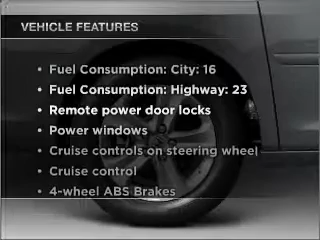 VEHICLE FEATURES
• Fuel Consumption: City: 16
• Fuel Consumption: Highway: 23
• Remote power door locks
• Power windows
• Cruise controls on steering wheel
• Cruise control
• 4-wheel ABS Brakes